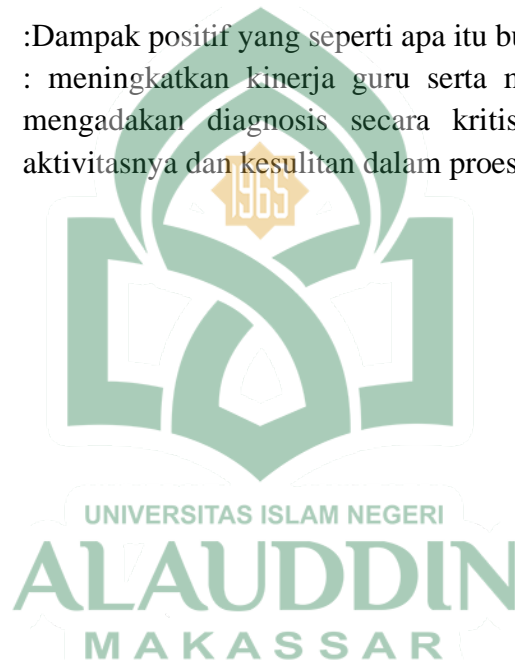 :Dampak positif yang seperti apa itu bu
: meningkatkan kinerja guru serta m
mengadakan diagnosis secara kritis
aktivitasnya dan kesulitan dalam proes
1965
UNIVERSITAS ISLAM NEGERI
ALAUDDIN
MAKASSAR